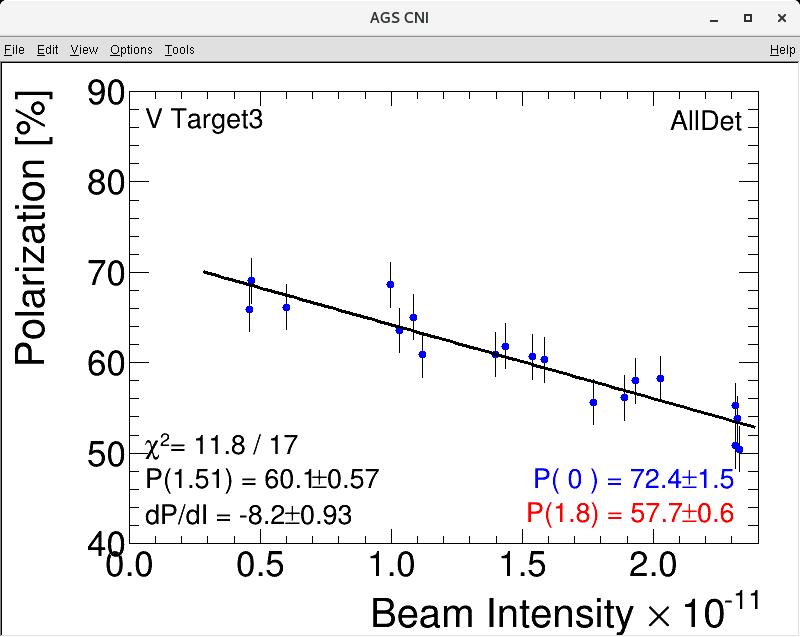 AGS CNI
File Edit View Options Tools Help
Polarization [%]
90
80
70
60
50
40
V Target3
AllDet
χ²= 11.8 / 17
P(1.51) = 60.1±0.57
dP/dI = -8.2±0.93
P( 0 ) = 72.4±1.5
P(1.8) = 57.7±0.6
0.0 0.5 1.0 1.5 2.0
Beam Intensity × 10⁻¹¹